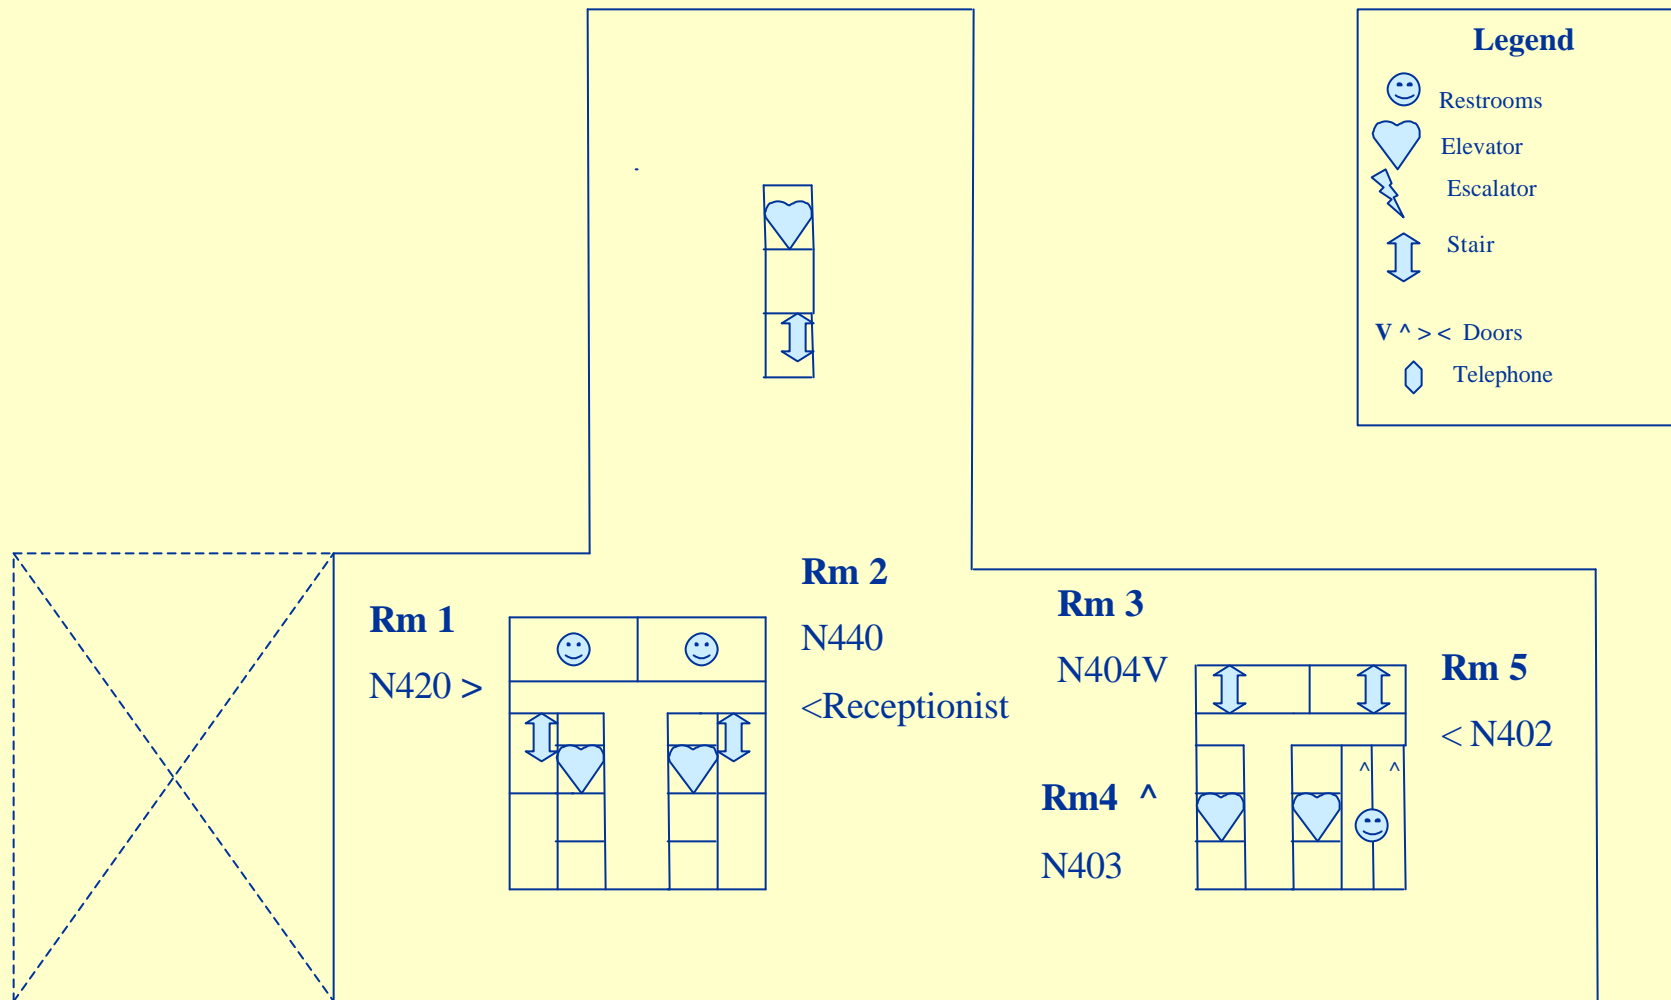 Legend
Restrooms
Elevator
Escalator
Stair
V ^ > < Doors
Telephone
Rm 1
N420 >
Rm 2
N440
<Receptionist
Rm 3
N404V
Rm4 ^
N403
^ ^
Rm 5
< N402